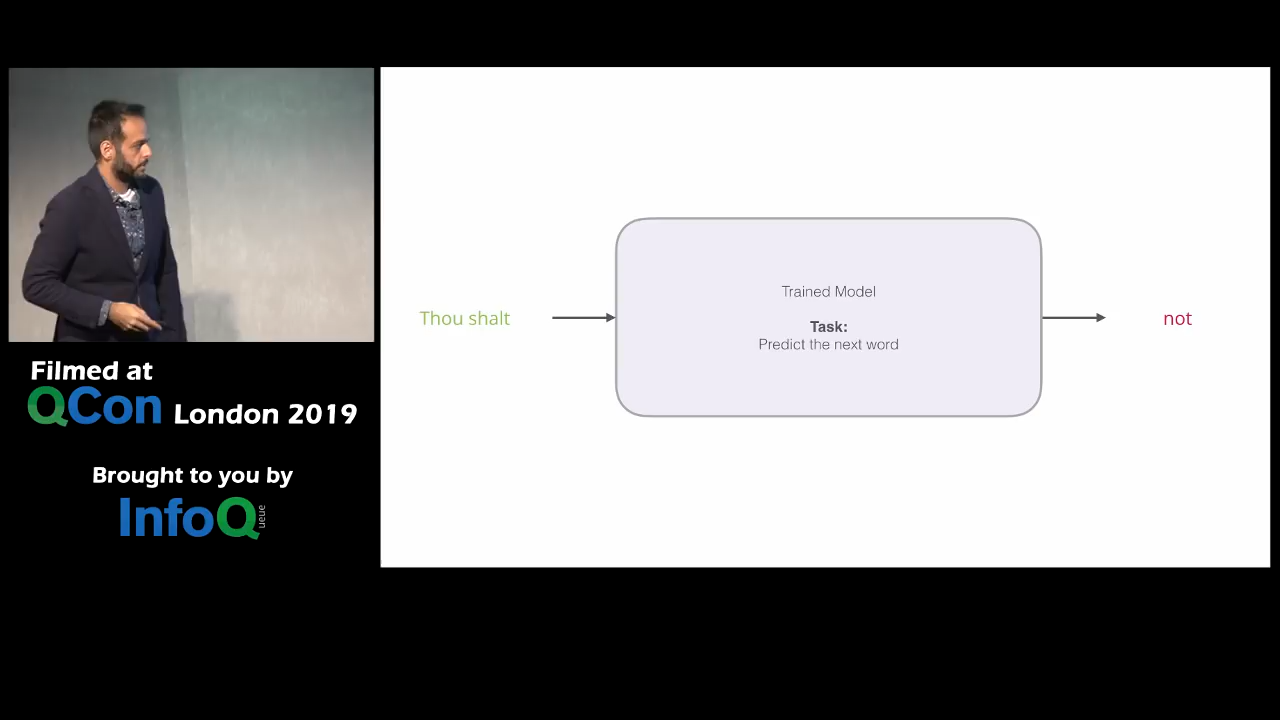 Filmed at
QCon London 2019
Brought to you by
InfoQ
ueue
Thou shalt
Trained Model
Task:
Predict the next word
not